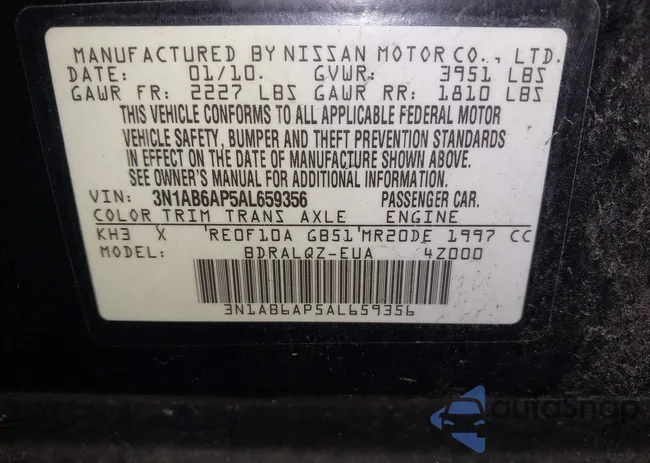 MANUFACTURED BY NISSAN MOTOR CO., LTD.
DATE: 01/10. GVWR: 3951 LBS
GAWR FR: 2227 LBS GAWR RR: 1810 LBS
THIS VEHICLE CONFORMS TO ALL APPLICABLE FEDERAL MOTOR
VEHICLE SAFETY, BUMPER AND THEFT PREVENTION STANDARDS
IN EFFECT ON THE DATE OF MANUFACTURE SHOWN ABOVE.
SEE OWNER'S MANUAL FOR ADDITIONAL INFORMATION.
VIN: 3N1AB6AP5AL659356 PASSENGER CAR.
COLOR TRIM TRANS AXLE ENGINE
KH3 X 'RE0F10A GB51'MR20DE 1997 CC
MODEL: BDRALQZ-EUA 4Z000
3N1AB6AP5AL659356
autoSnap